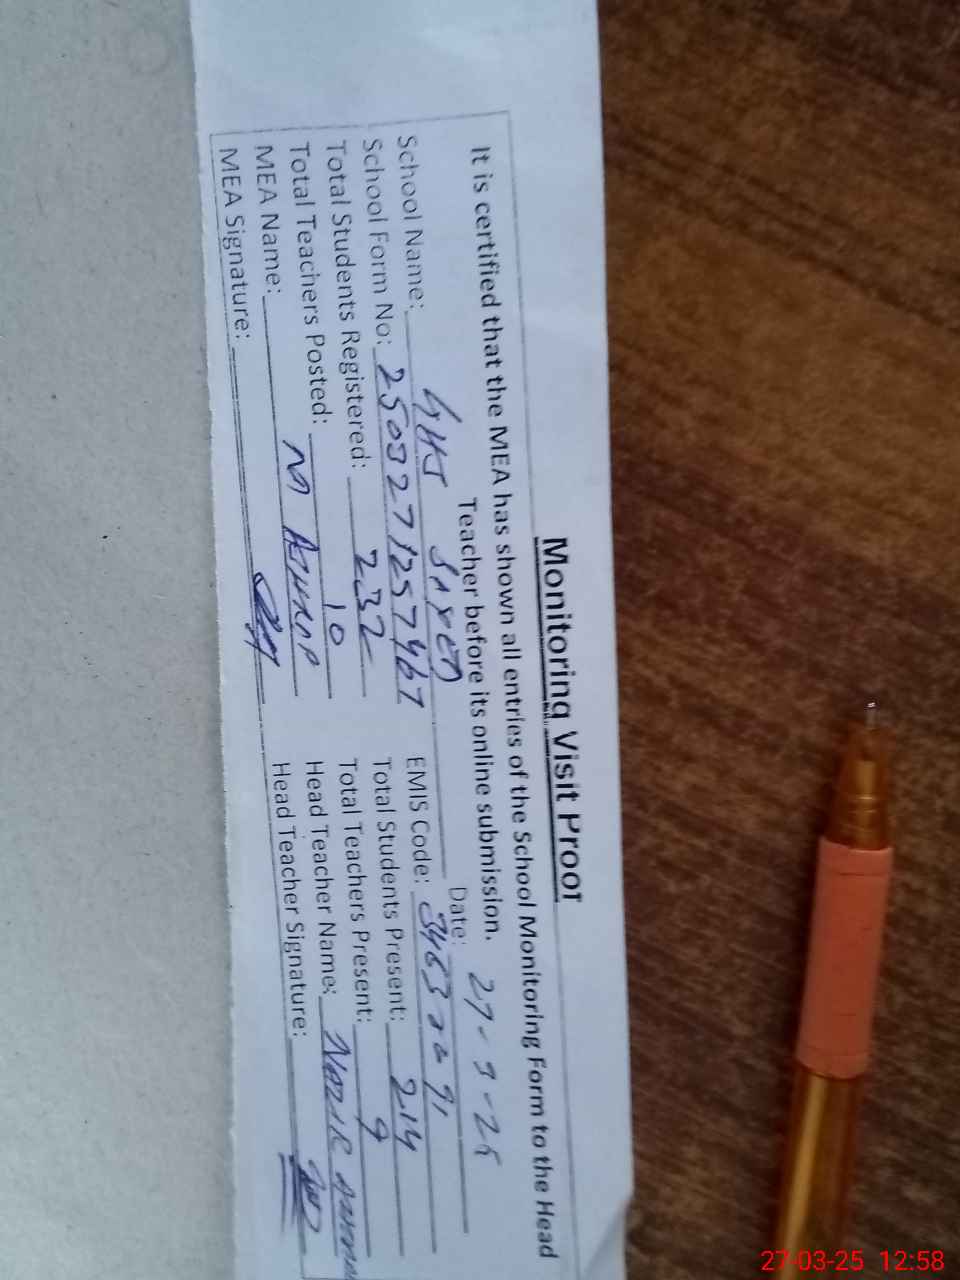 Monitoring Visit Proof
It is certified that the MEA has shown all entries of the School Monitoring Form to the Head
Teacher before its online submission.
Date: 27-3-25
School Name: GHS
School Form No: EMIS Code:
Total Students Registered: 232 Total Students Present: 214
Total Teachers Posted: 10 Total Teachers Present: 9
MEA Name: M Head Teacher Name: Nazir
MEA Signature: Head Teacher Signature:
27-03-25 12:58